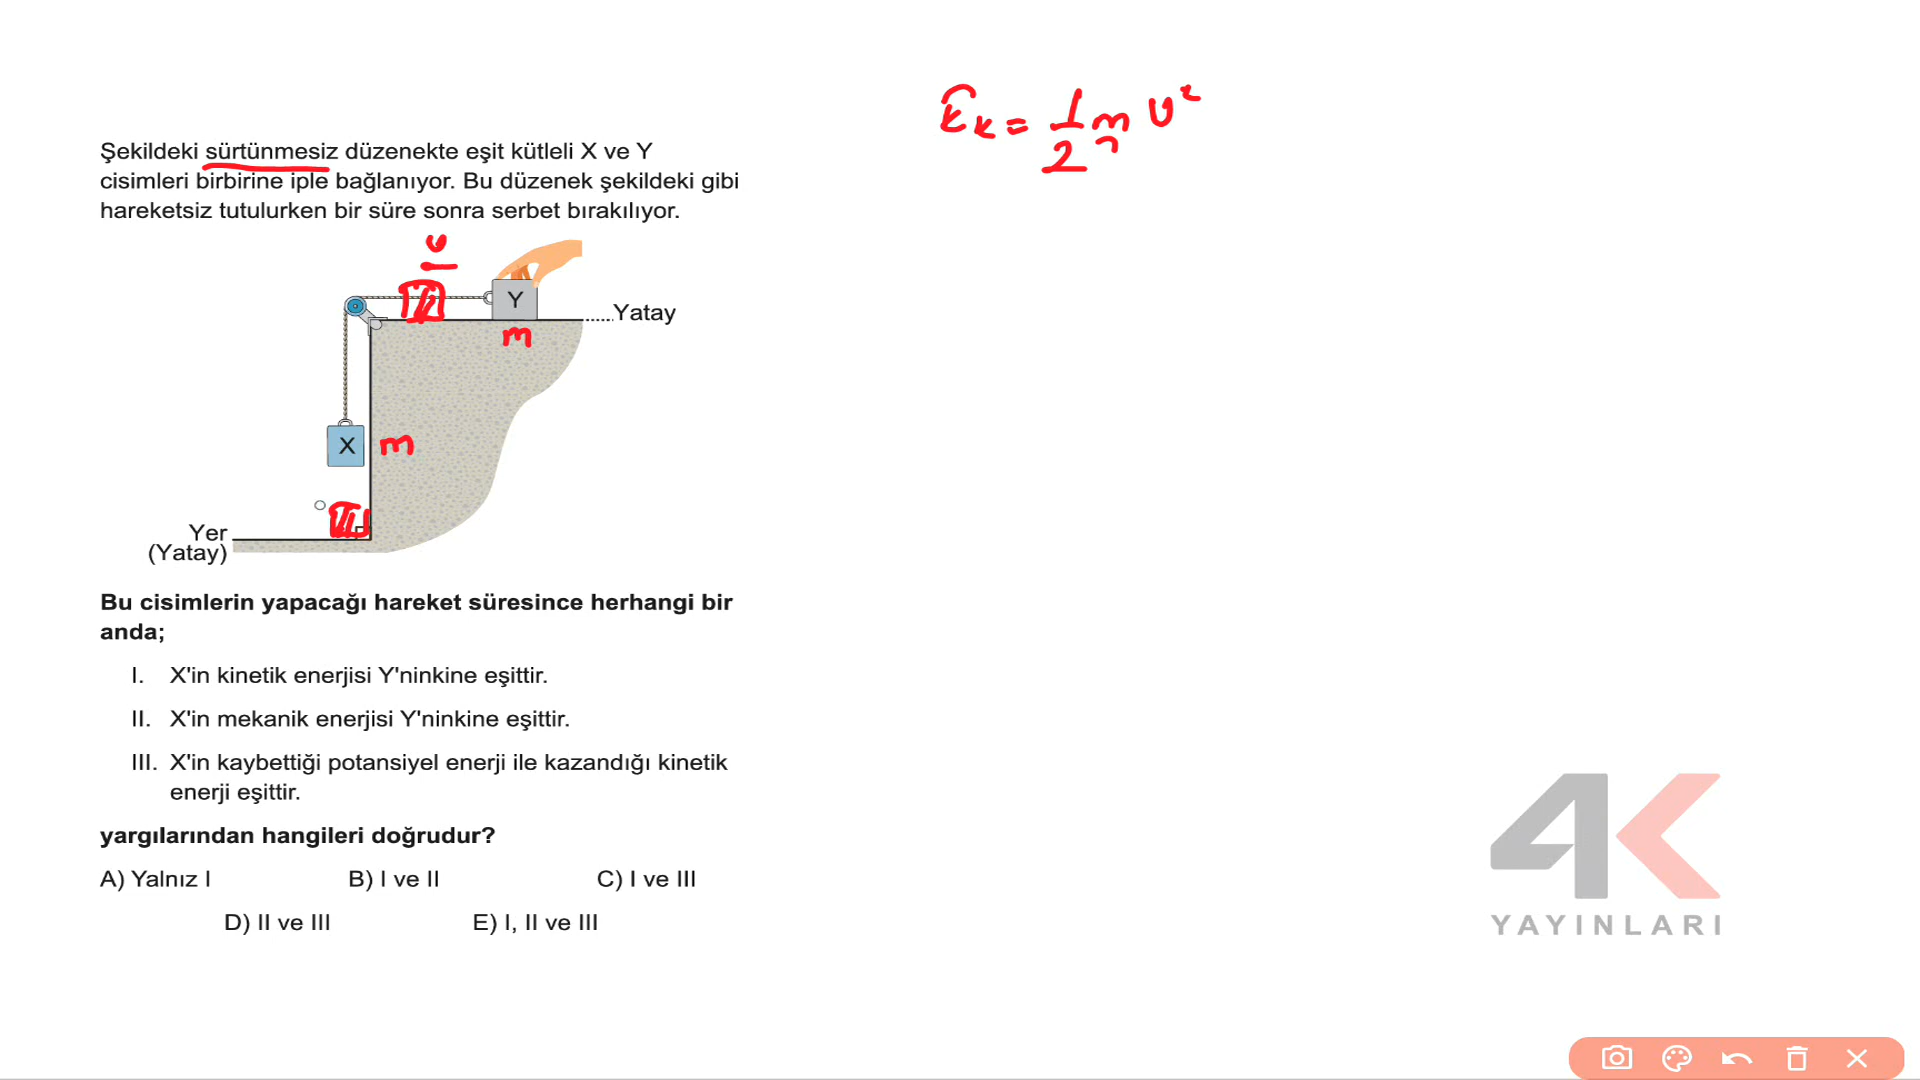 Şekildeki sürtünmesiz düzenekte eşit kütleli X ve Y
cisimleri birbirine iple bağlanıyor. Bu düzenek şekildeki gibi
hareketsiz tutulurken bir süre sonra serbet bırakılıyor.
E_k = 1/2 m v²
v
Y
Yatay
m
X
m
Yer
(Yatay)
Bu cisimlerin yapacağı hareket süresince herhangi bir
anda;
I. X'in kinetik enerjisi Y'ninkine eşittir.
II. X'in mekanik enerjisi Y'ninkine eşittir.
III. X'in kaybettiği potansiyel enerji ile kazandığı kinetik
enerji eşittir.
yargılarından hangileri doğrudur?
A) Yalnız I B) I ve II C) I ve III
D) II ve III E) I, II ve III
4K
YAYINLARI